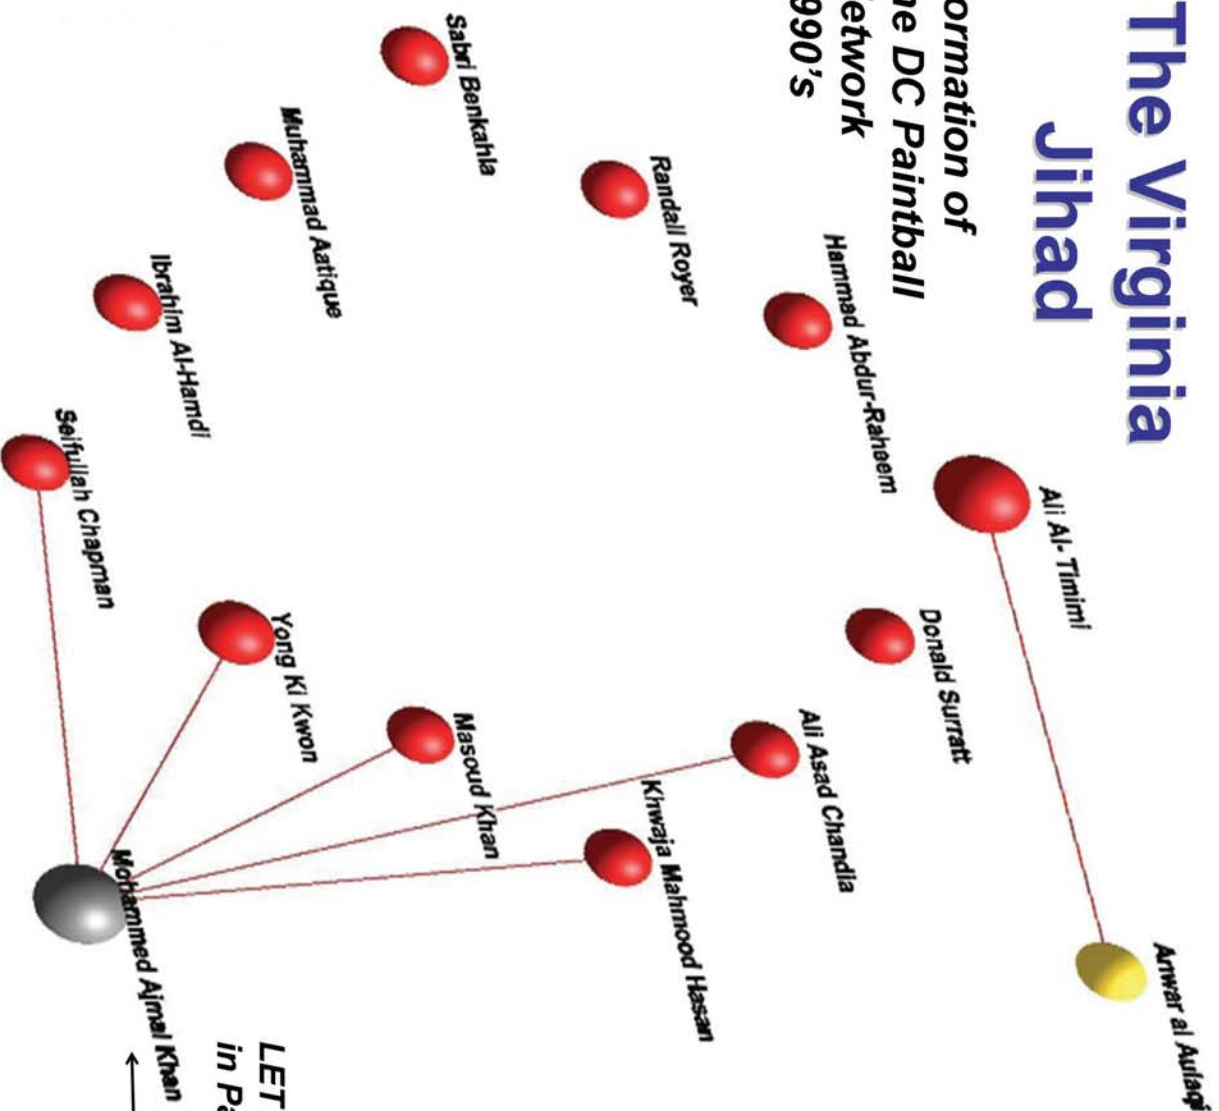 The Virginia
Jihad
ormation of
he DC Paintball
etwork
990's
Sabri Benkahla
Randall Royer
Hammad Abdur-Raheem
Muhammad Aatique
Ibrahim Al-Hamdi
Ali Al- Timimi
Seifullah Chapman
Donald Surratt
Yong Ki Kwon
Masoud Khan
Ali Asad Chandia
Khwaja Mahmood Hasan
Mohammed Ajmal Khan
Anwar al Aulaqi
LET
in Pa